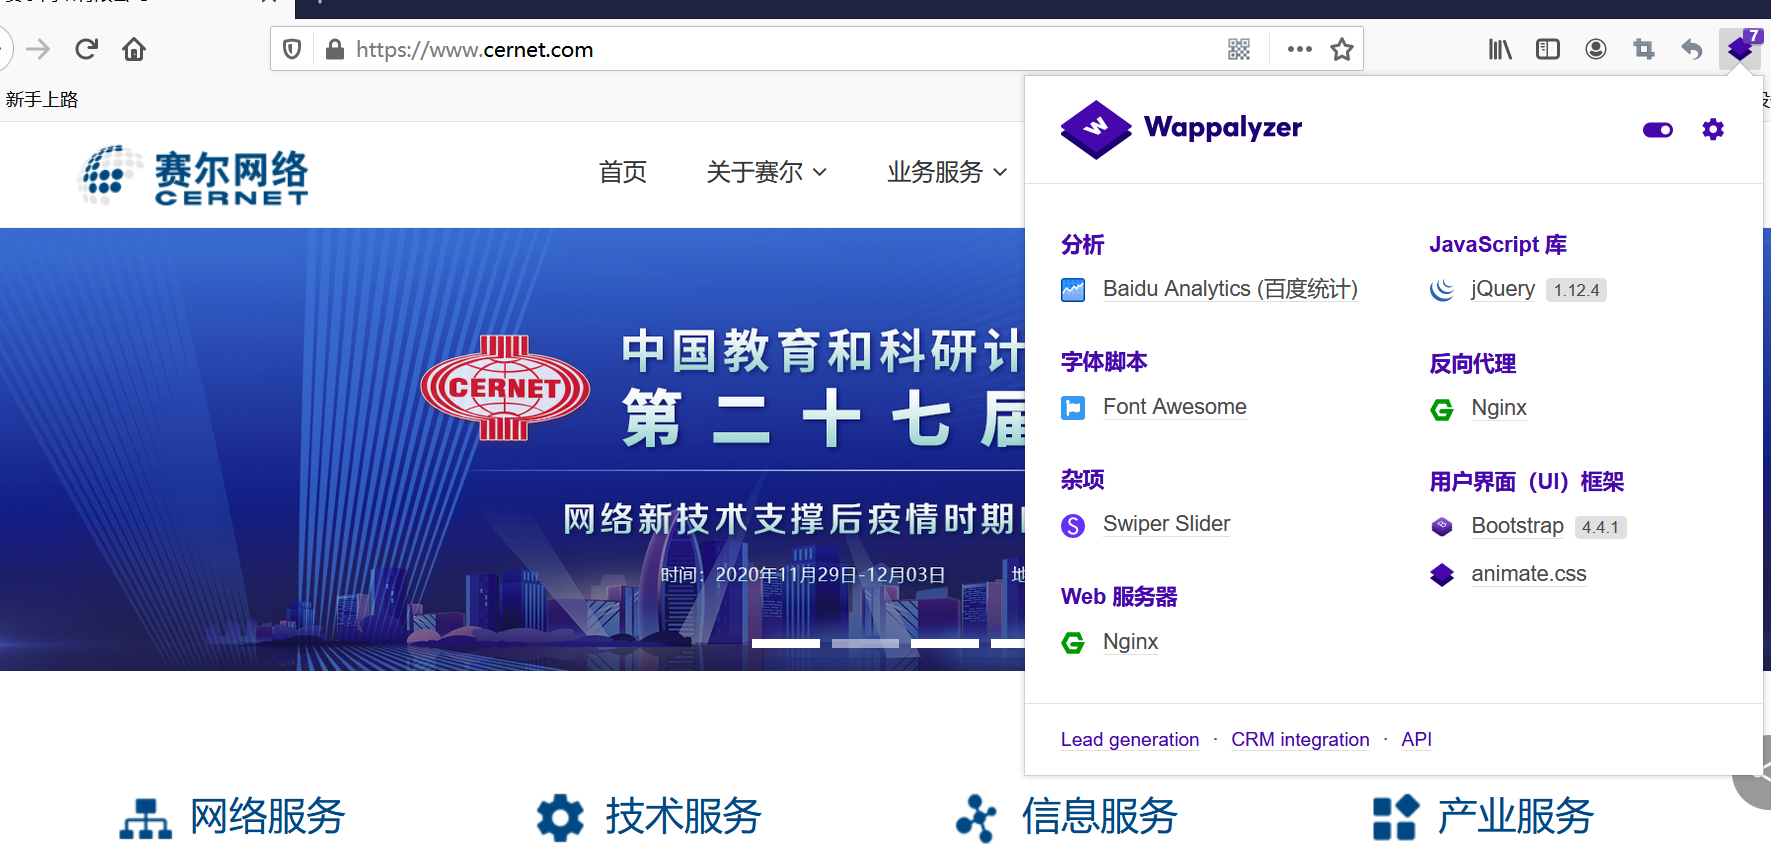 https://www.cernet.com
7
新手上路
Wappalyzer
赛尔网络
CERNET
首页
关于赛尔
业务服务
分析
JavaScript 库
Baidu Analytics (百度统计)
jQuery 1.12.4
中国教育和科研计
CERNET
第二十七届
字体脚本
反向代理
Font Awesome
Nginx
杂项
用户界面（UI）框架
网络新技术支撑后疫情时期
Swiper Slider
Bootstrap 4.4.1
时间：2020年11月29日-12月03日
animate.css
Web 服务器
Nginx
Lead generation · CRM integration · API
网络服务
技术服务
信息服务
产业服务